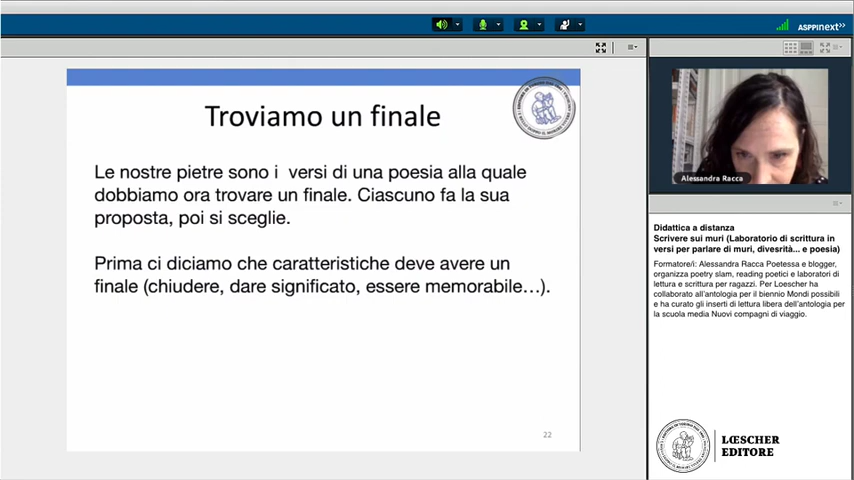 ASPPInext>>
Troviamo un finale
Le nostre pietre sono i versi di una poesia alla quale
dobbiamo ora trovare un finale. Ciascuno fa la sua
proposta, poi si sceglie.
Prima ci diciamo che caratteristiche deve avere un
finale (chiudere, dare significato, essere memorabile…).
22
Alessandra Racca
Didattica a distanza
Scrivere sui muri (Laboratorio di scrittura in
versi per parlare di muri, divesrità... e poesia)
Formatore/i: Alessandra Racca Poetessa e blogger,
organizza poetry slam, reading poetici e laboratori di
lettura e scrittura per ragazzi. Per Loescher ha
collaborato all'antologia per il biennio Mondi possibili
e ha curato gli inserti di lettura libera dell'antologia per
la scuola media Nuovi compagni di viaggio.
LŒSCHER
EDITORE